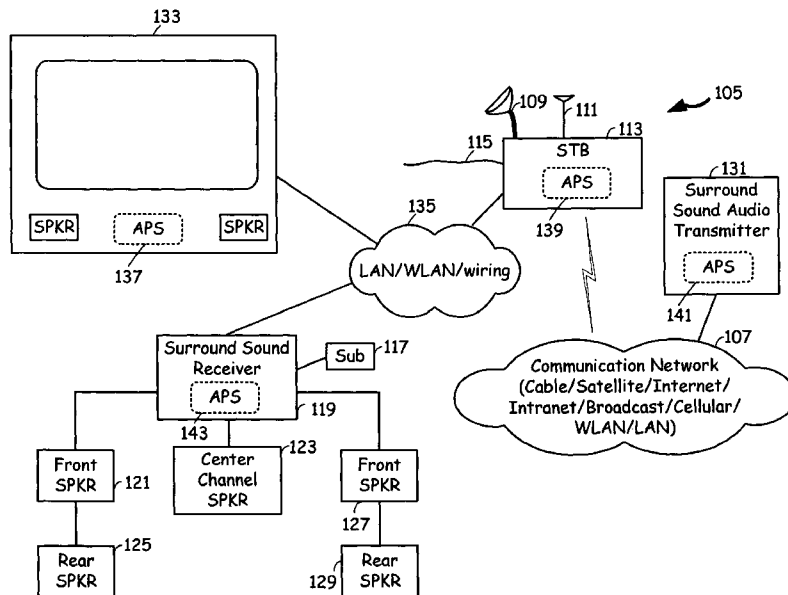 133
SPKR
APS
SPKR
137
109
111
105
115
113
STB
APS
139
131
Surround
Sound Audio
Transmitter
APS
141
135
LAN/WLAN/wiring
107
Communication Network
(Cable/Satellite/Internet/
Intranet/Broadcast/Cellular/
WLAN/LAN)
Surround Sound
Receiver
APS
143
119
Sub
117
Front
SPKR
121
123
Center
Channel
SPKR
Front
SPKR
127
125
Rear
SPKR
129
Rear
SPKR